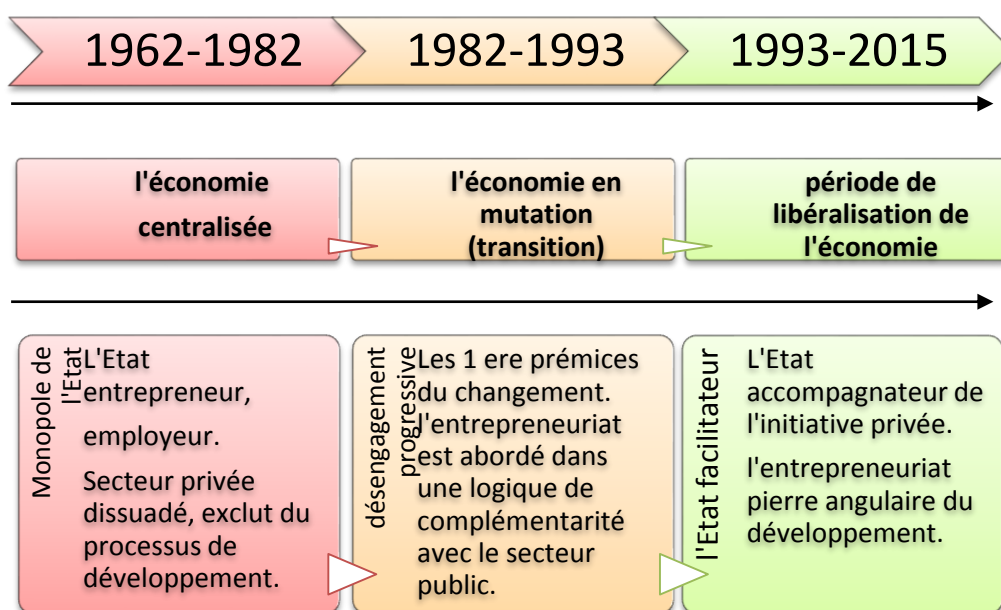 1962-1982
1982-1993
1993-2015
l'économie
centralisée
l'économie en
mutation
(transition)
période de
libéralisation de
l'économie
Monopole de
l'Etat
L'Etat
entrepreneur,
employeur.
Secteur privée
dissuadé, exclut du
processus de
développement.
désengagement
progressive
Les 1 ere prémices
du changement.
l'entrepreneuriat
est abordé dans
une logique de
complémentarité
avec le secteur
public.
l'Etat facilitateur
L'Etat
accompagnateur de
l'initiative privée.
l'entrepreneuriat
pierre angulaire du
développement.